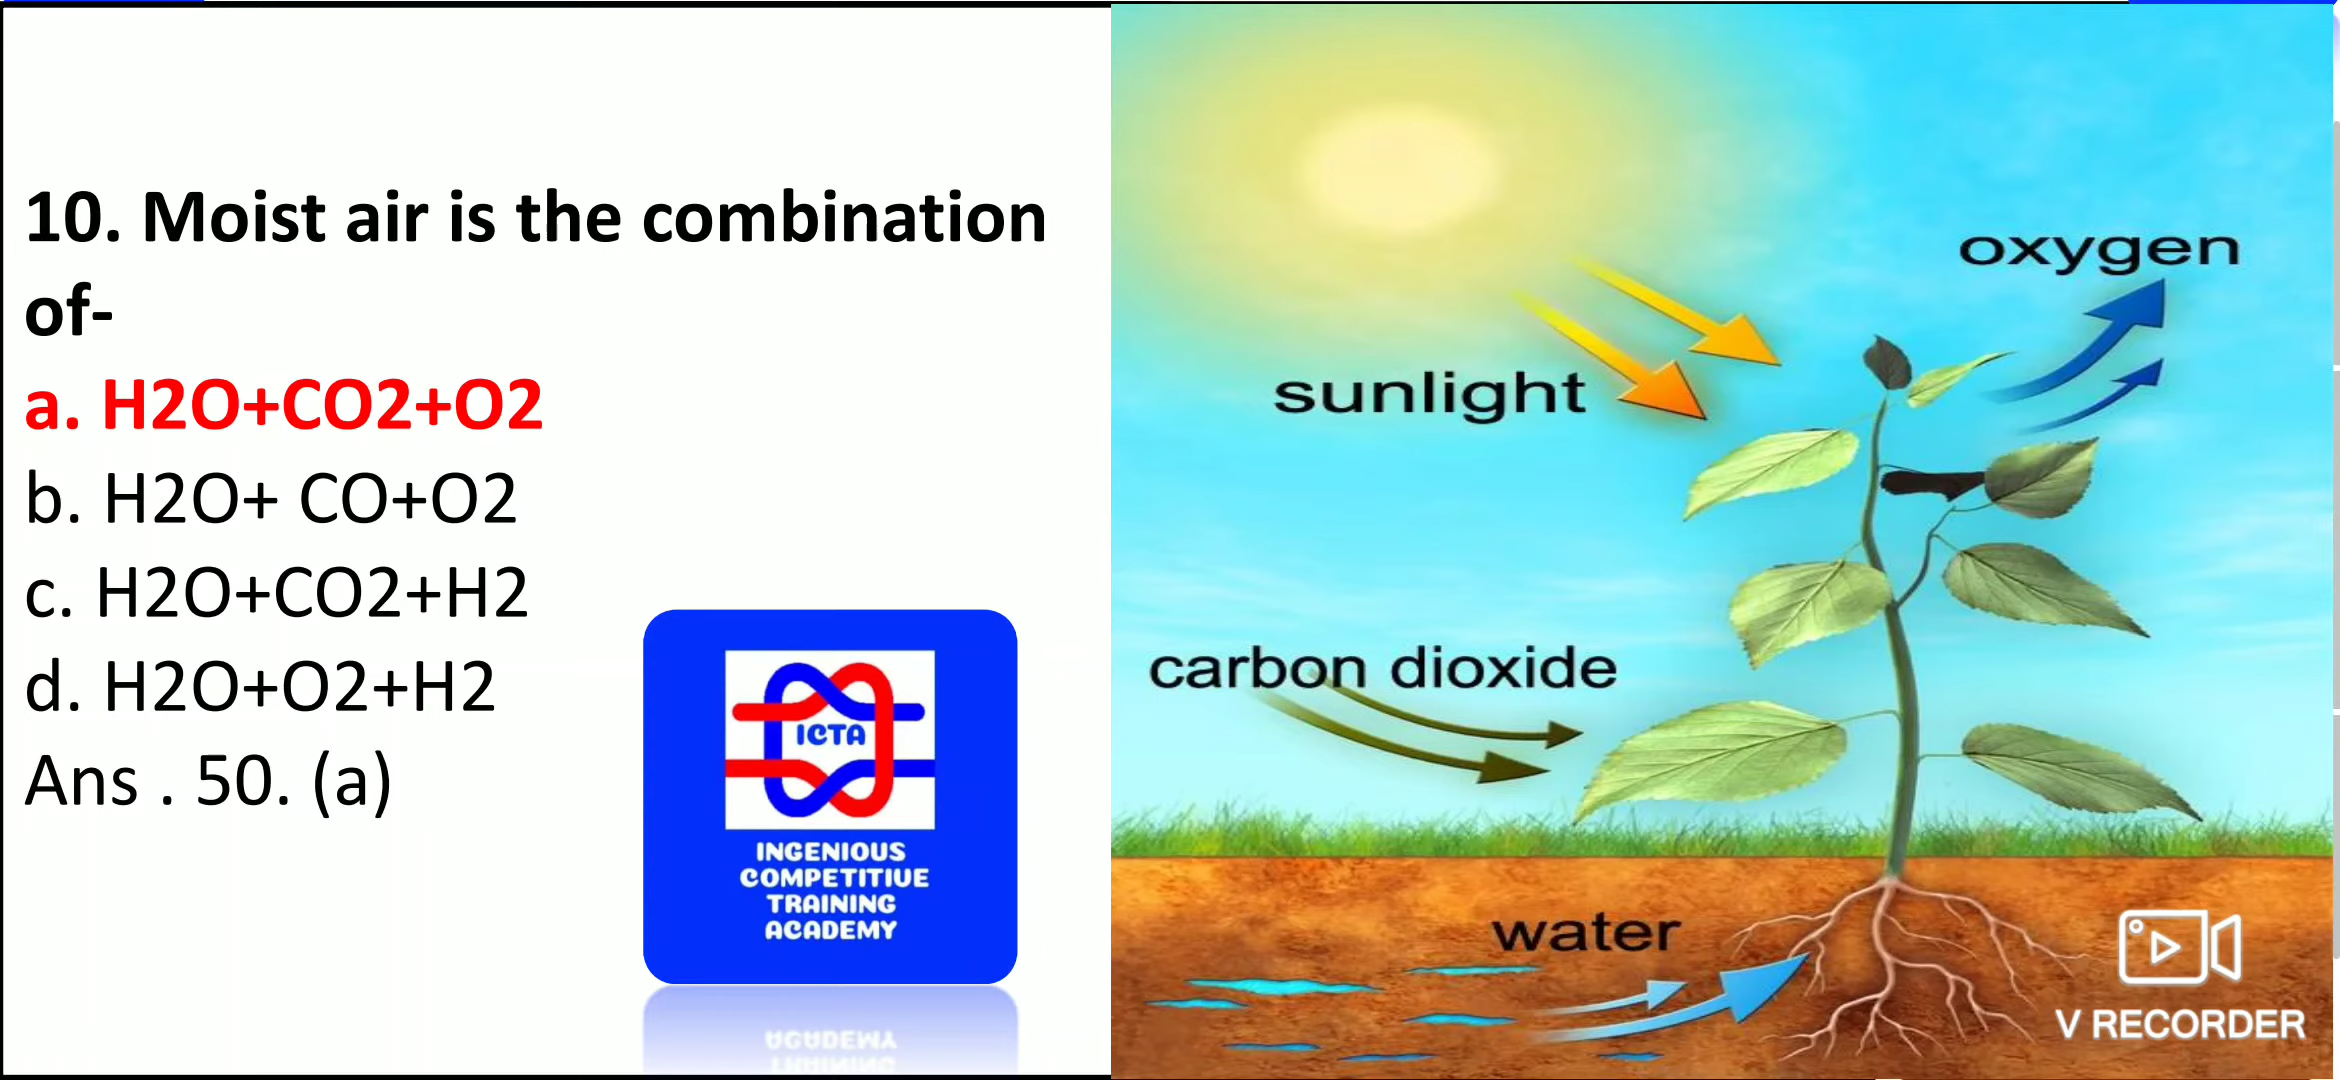 10. Moist air is the combination
of-
a. H2O+CO2+O2
b. H2O+ CO+O2
c. H2O+CO2+H2
d. H2O+O2+H2
Ans . 50. (a)
ICTA
INGENIOUS
COMPETITIVE
TRAINING
ACADEMY
oxygen
sunlight
carbon dioxide
water
V RECORDER